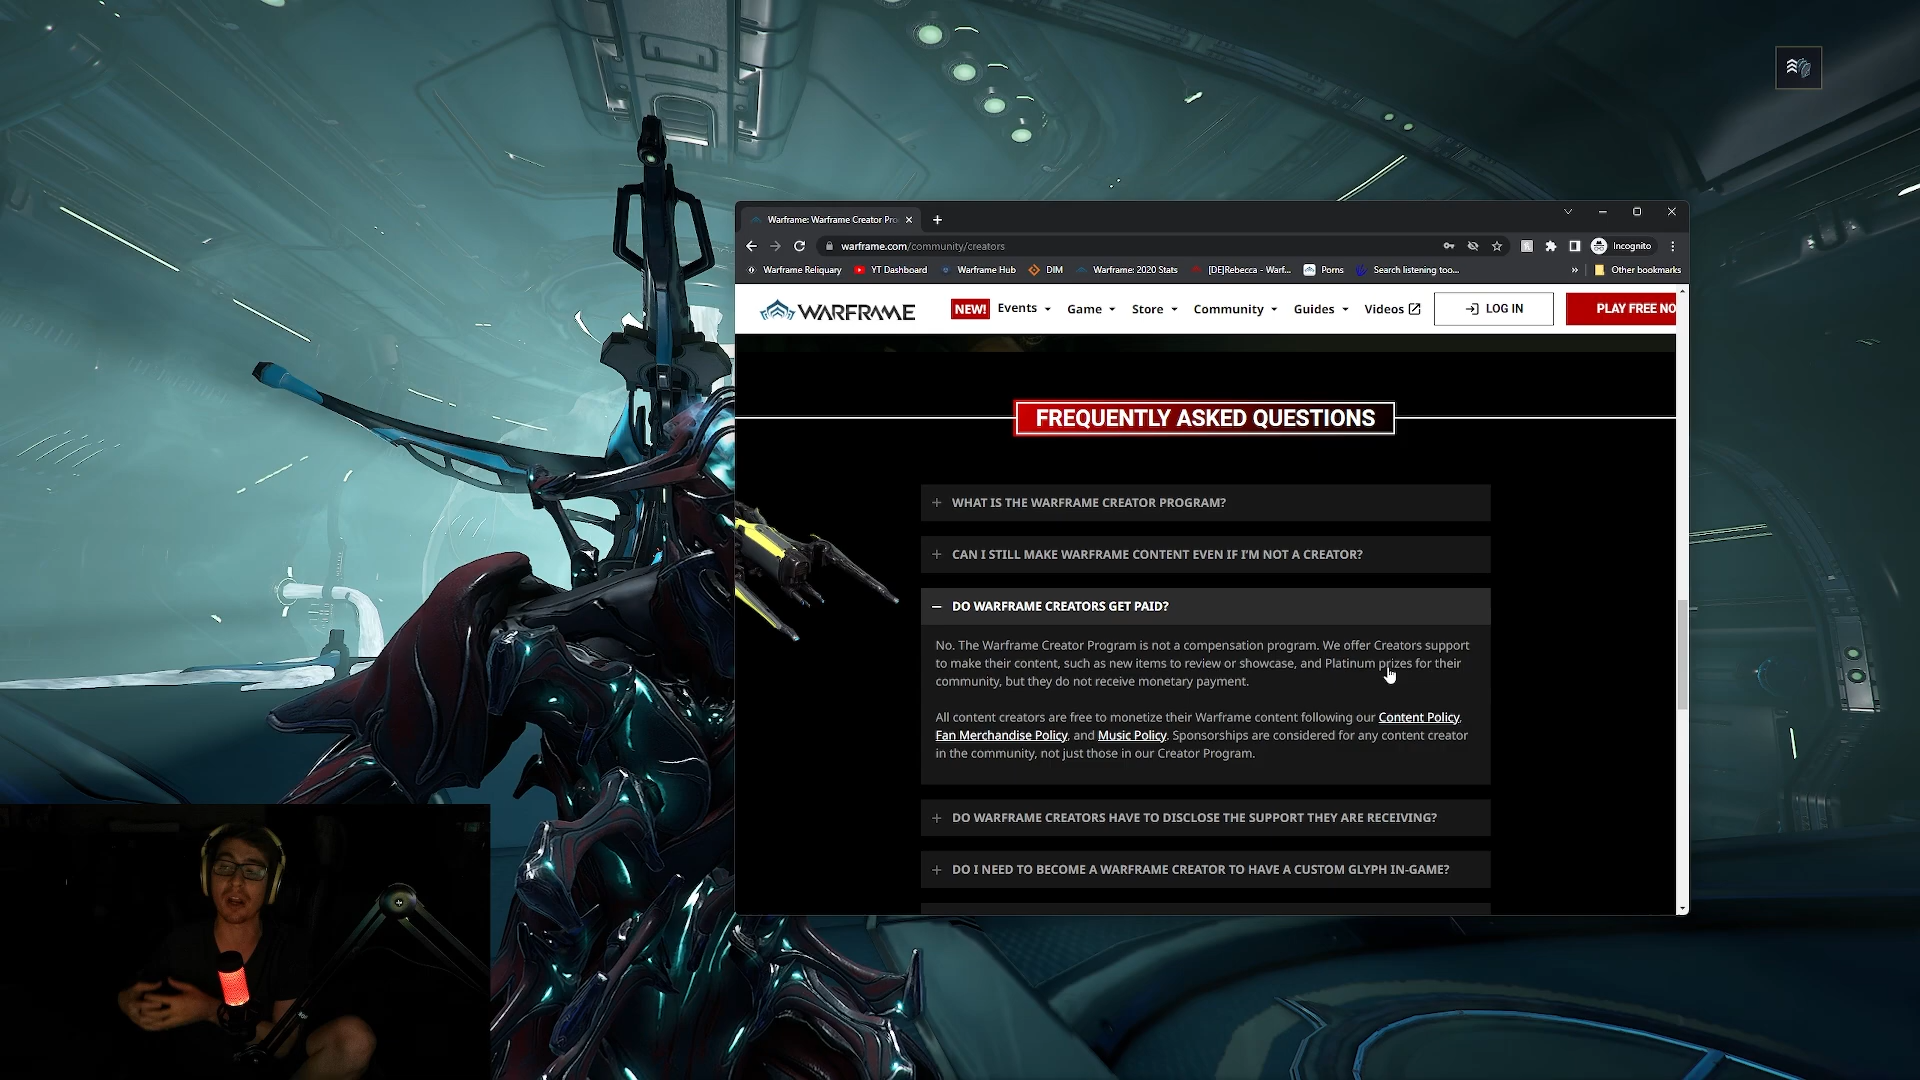 Warframe: Warframe Creator Pro
warframe.com/community/creators
Incognito
Warframe Reliquary YT Dashboard Warframe Hub DIM Warframe: 2020 Stats [DE]Rebecca - Warf... Porns Search listening too... » Other bookmarks
WARFRAME NEW! Events Game Store Community Guides Videos LOG IN PLAY FREE NO
FREQUENTLY ASKED QUESTIONS
+ WHAT IS THE WARFRAME CREATOR PROGRAM?
+ CAN I STILL MAKE WARFRAME CONTENT EVEN IF I'M NOT A CREATOR?
– DO WARFRAME CREATORS GET PAID?
No. The Warframe Creator Program is not a compensation program. We offer Creators support
to make their content, such as new items to review or showcase, and Platinum prizes for their
community, but they do not receive monetary payment.
All content creators are free to monetize their Warframe content following our Content Policy,
Fan Merchandise Policy, and Music Policy. Sponsorships are considered for any content creator
in the community, not just those in our Creator Program.
+ DO WARFRAME CREATORS HAVE TO DISCLOSE THE SUPPORT THEY ARE RECEIVING?
+ DO I NEED TO BECOME A WARFRAME CREATOR TO HAVE A CUSTOM GLYPH IN-GAME?